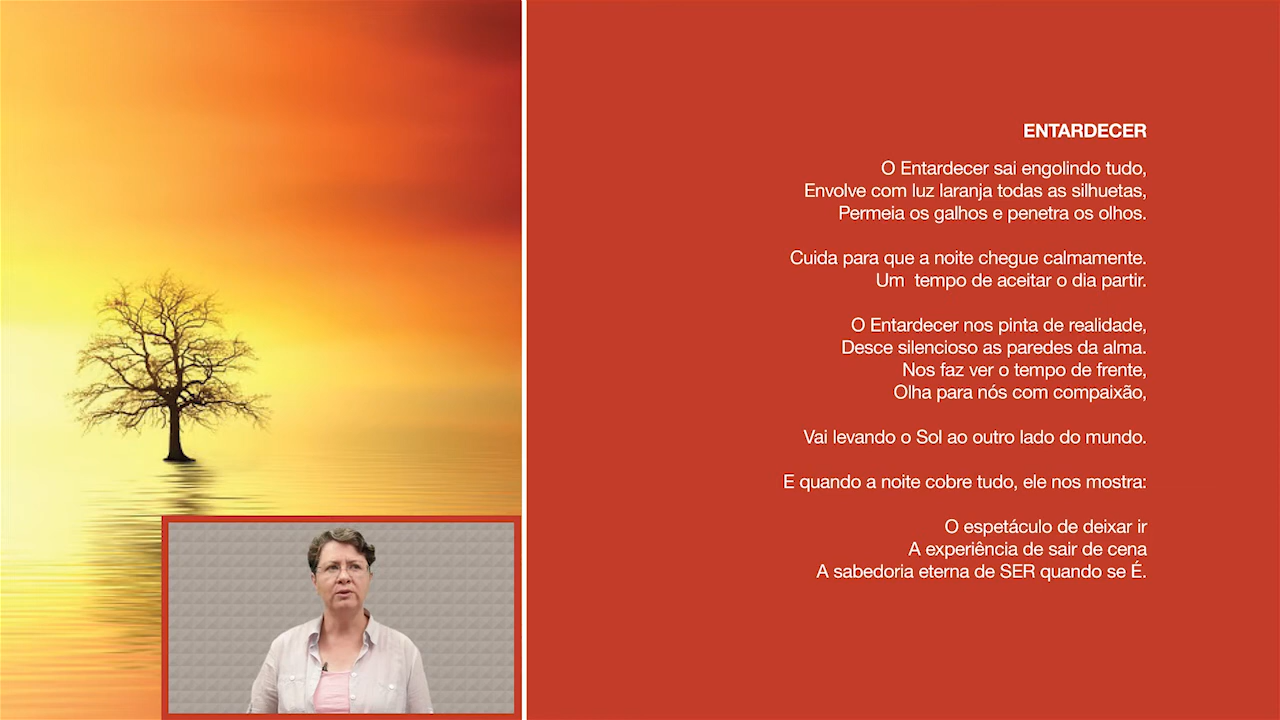 ENTARDECER
O Entardecer sai engolindo tudo,
Envolve com luz laranja todas as silhuetas,
Permeia os galhos e penetra os olhos.
Cuida para que a noite chegue calmamente.
Um  tempo de aceitar o dia partir.
O Entardecer nos pinta de realidade,
Desce silencioso as paredes da alma.
Nos faz ver o tempo de frente,
Olha para nós com compaixão,
Vai levando o Sol ao outro lado do mundo.
E quando a noite cobre tudo, ele nos mostra:
O espetáculo de deixar ir
A experiência de sair de cena
A sabedoria eterna de SER quando se É.